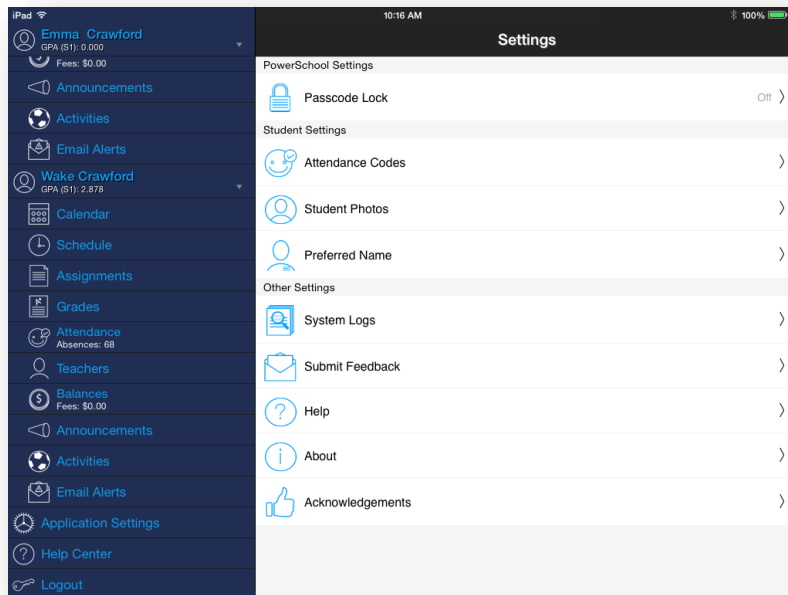 iPad
10:16 AM
100%
Emma Crawford
GPA (S1): 0.000
Fees: $0.00
Announcements
Activities
Email Alerts
Wake Crawford
GPA (S1): 2.878
Calendar
Schedule
Assignments
Grades
Attendance
Absences: 68
Teachers
Balances
Fees: $0.00
Announcements
Activities
Email Alerts
Application Settings
Help Center
Logout
Settings
PowerSchool Settings
Passcode Lock Off
Student Settings
Attendance Codes
Student Photos
Preferred Name
Other Settings
System Logs
Submit Feedback
Help
About
Acknowledgements